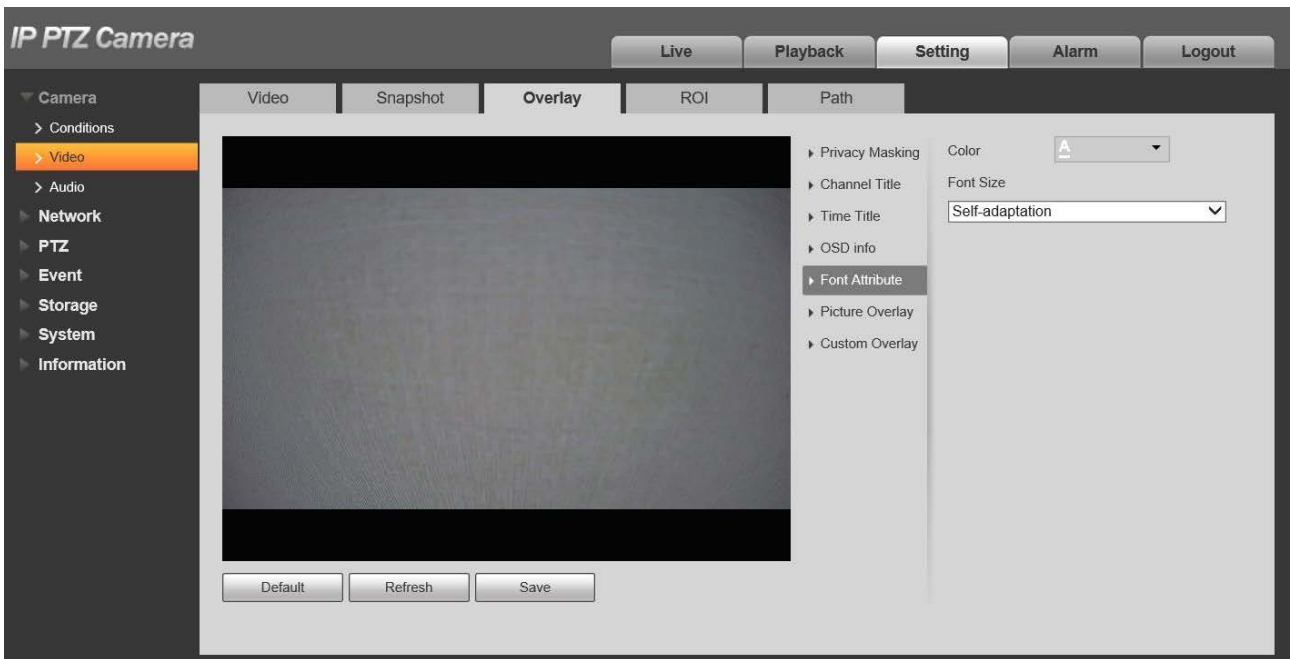 IP PTZ Camera
Live Playback Setting Alarm Logout
Camera
Conditions
Video
Audio
Network
PTZ
Event
Storage
System
Information
Video Snapshot Overlay ROI Path
Privacy Masking
Channel Title
Time Title
OSD info
Font Attribute
Picture Overlay
Custom Overlay
Color A
Font Size
Self-adaptation
Default Refresh Save